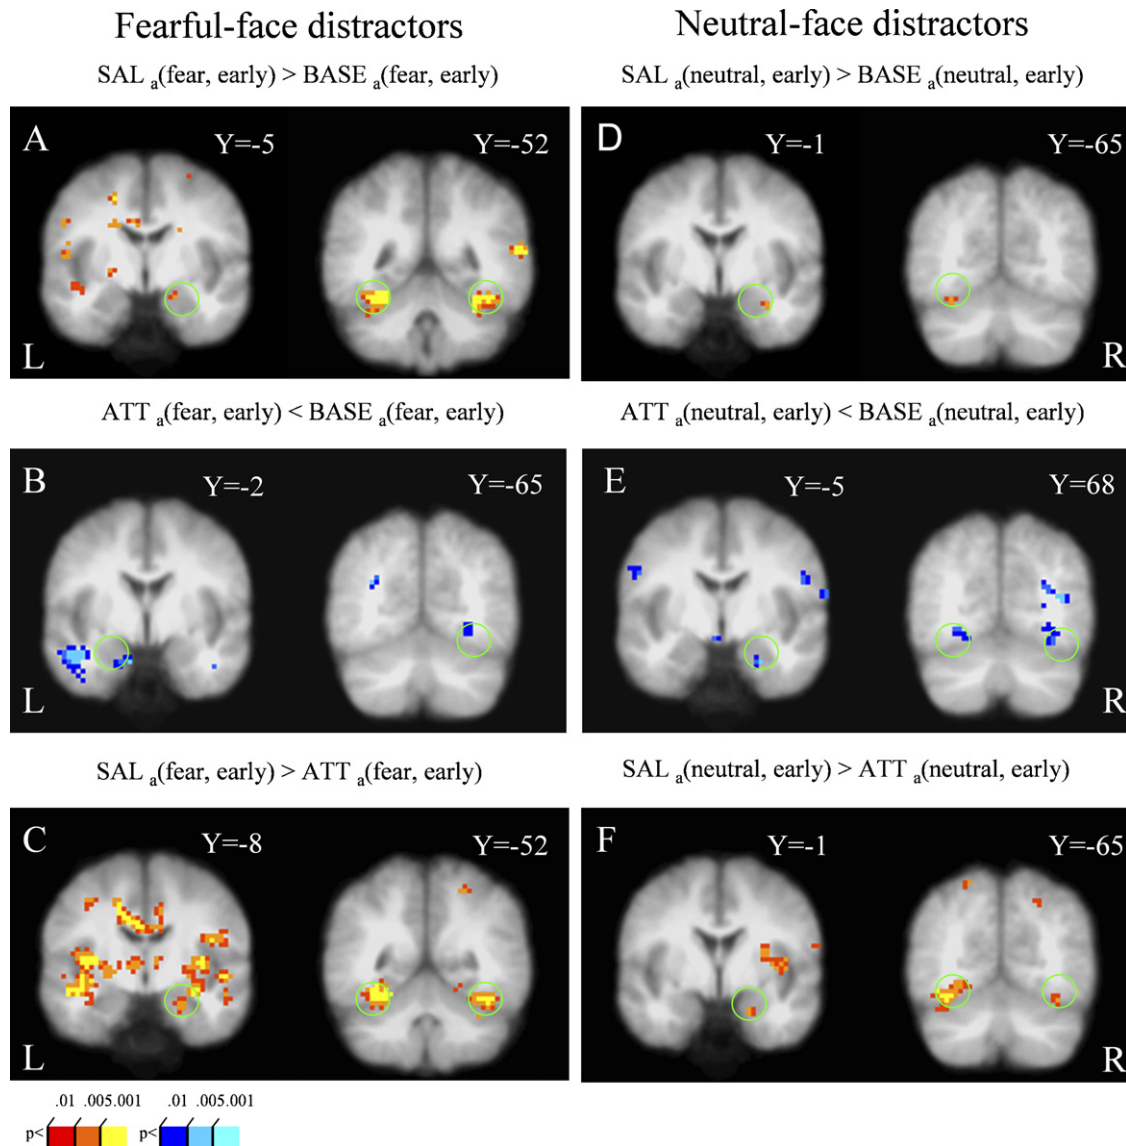 Fearful-face distractors
Neutral-face distractors
SAL a(fear, early) > BASE a(fear, early)
SAL a(neutral, early) > BASE a(neutral, early)
A Y=-5 Y=-52
L
D Y=-1 Y=-65
R
ATT a(fear, early) < BASE a(fear, early)
ATT a(neutral, early) < BASE a(neutral, early)
B Y=-2 Y=-65
L
E Y=-5 Y=68
R
SAL a(fear, early) > ATT a(fear, early)
SAL a(neutral, early) > ATT a(neutral, early)
C Y=-8 Y=-52
L
F Y=-1 Y=-65
R
.01 .005.001 .01 .005.001
p< p<